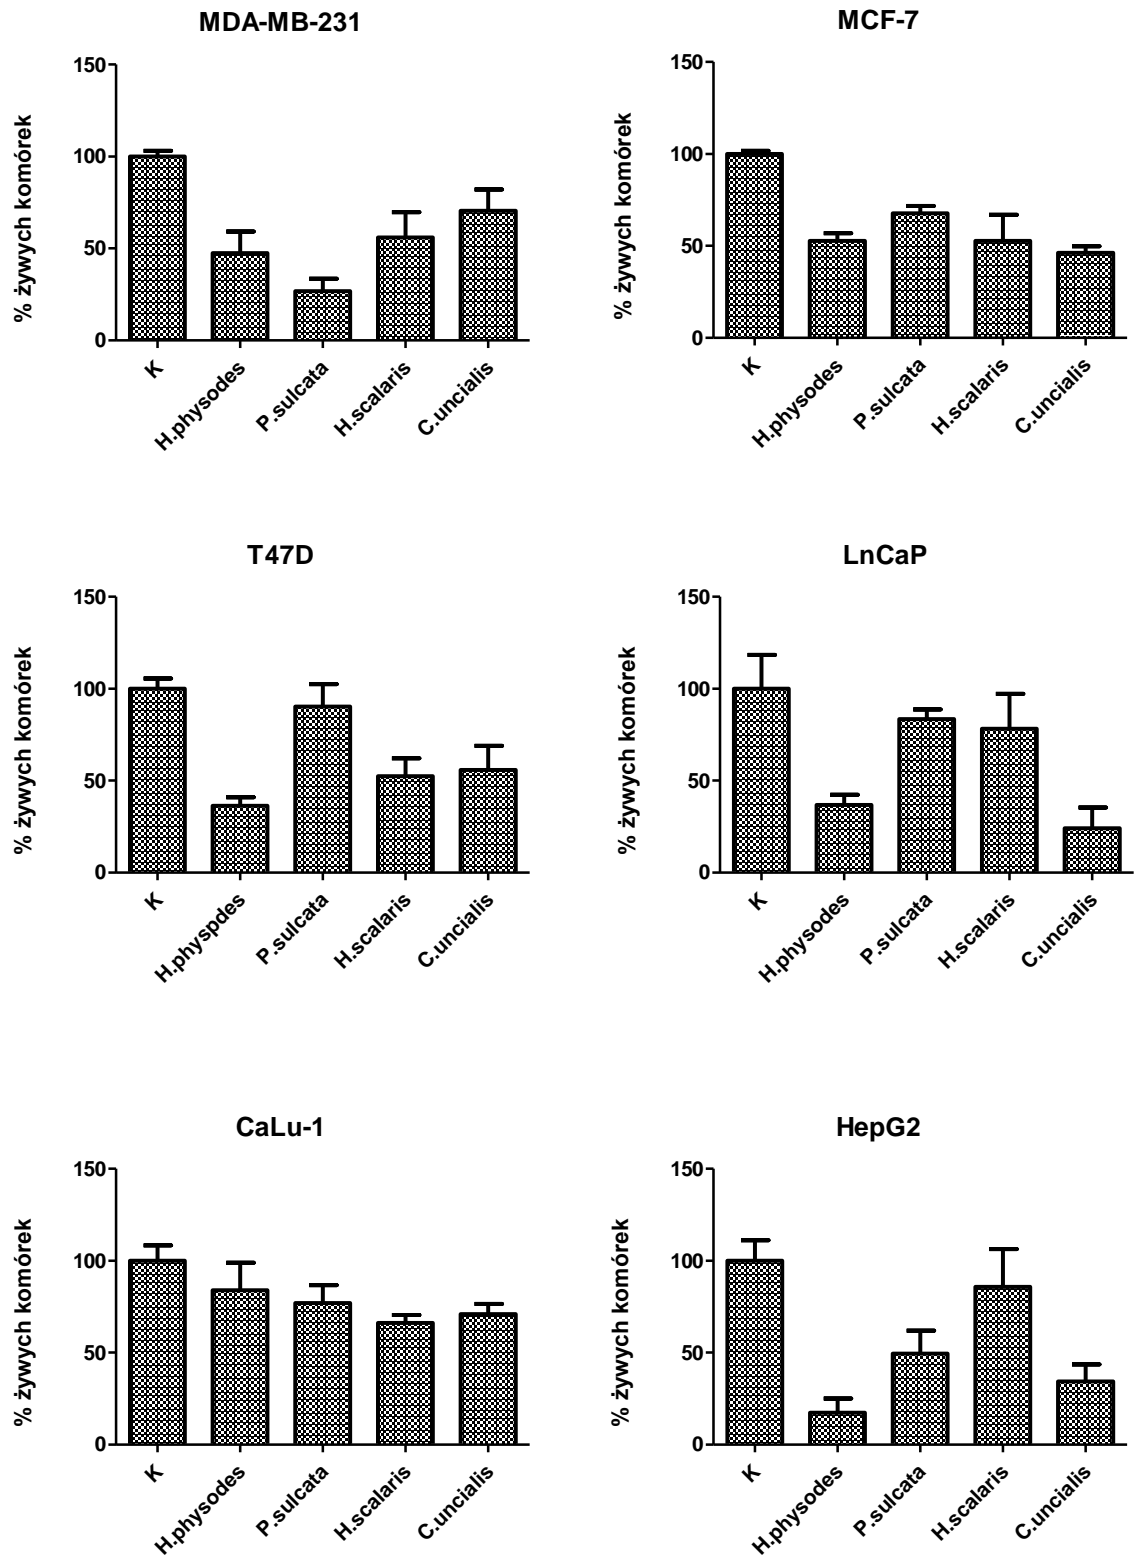 MDA-MB-231
% żywych komórek
150
100
50
0
K
H.physodes
P.sulcata
H.scalaris
C.uncialis
MCF-7
% żywych komórek
150
100
50
0
K
H.physodes
P.sulcata
H.scalaris
C.uncialis
T47D
% żywych komórek
150
100
50
0
K
H.physpdes
P.sulcata
H.scalaris
C.uncialis
LnCaP
% żywych komórek
150
100
50
0
K
H.physodes
P.sulcata
H.scalaris
C.uncialis
CaLu-1
% żywych komórek
150
100
50
0
K
H.physodes
P.sulcata
H.scalaris
C.uncialis
HepG2
% żywych komórek
150
100
50
0
K
H.physodes
P.sulcata
H.scalaris
C.uncialis